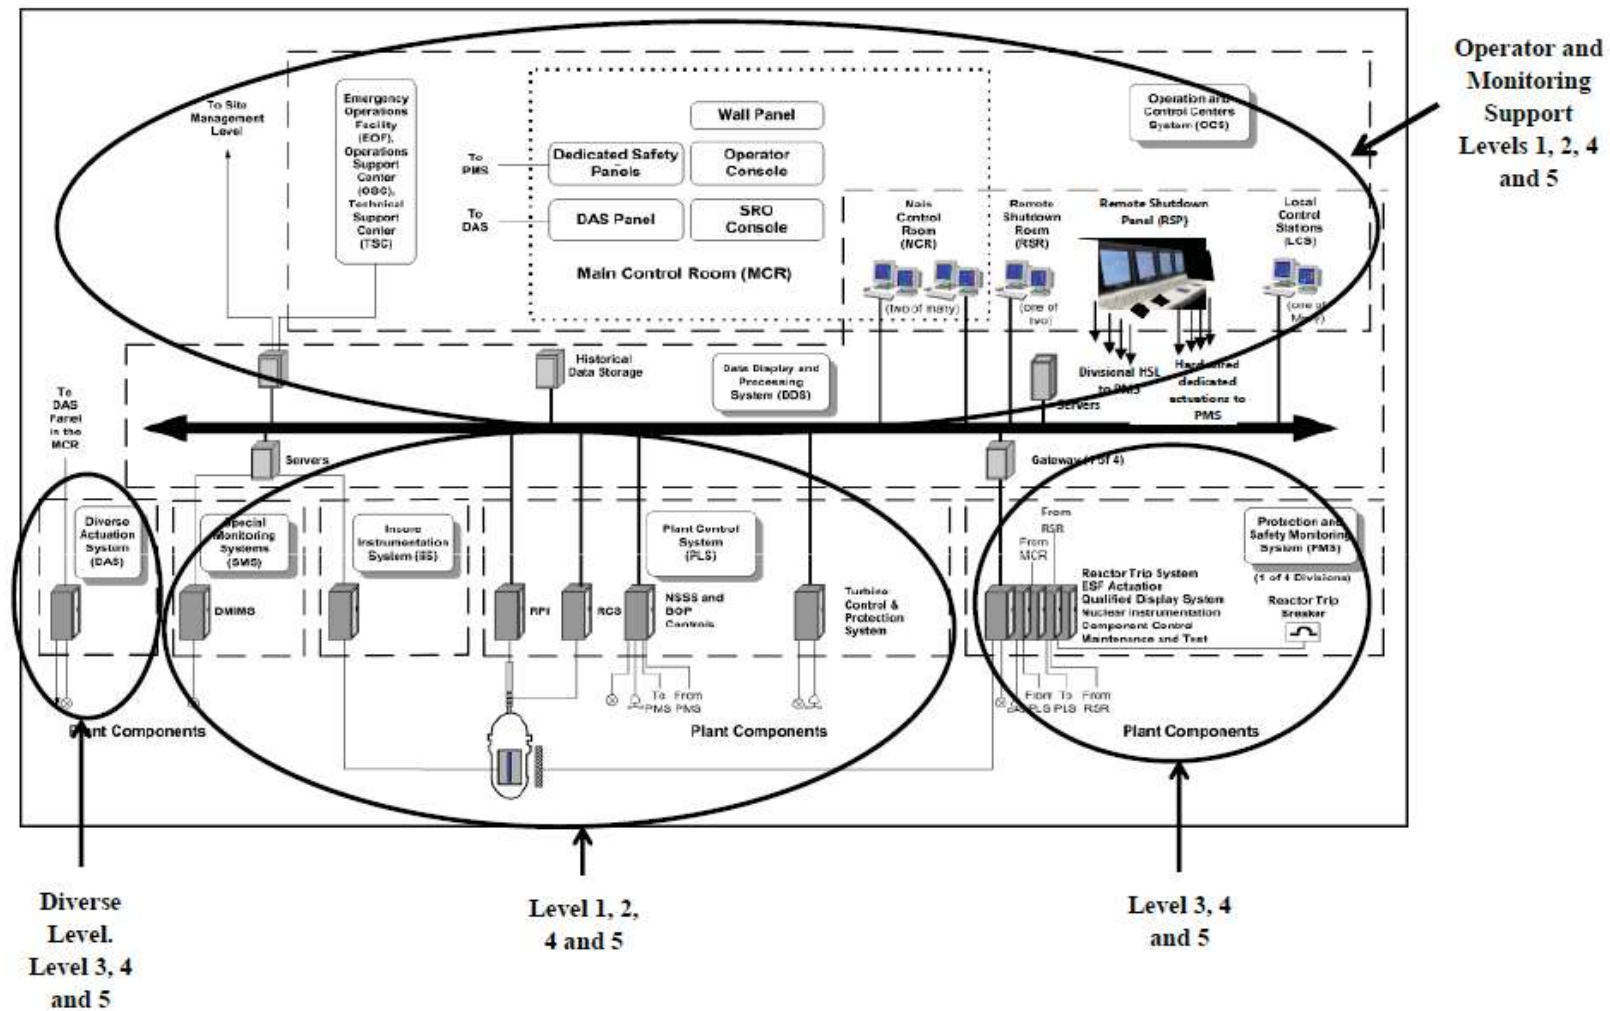 Operator and
Monitoring
Support
Levels 1, 2, 4
and 5
To Site
Management
Level
Emergency
Operations
Facility
(EOF),
Operations
Support
Center
(OSC),
Technical
Support
Center
(TSC)
Wall Panel
Operation and
Control Centers
System (OCS)
To
PMS
Dedicated Safety
Panels
Operator
Console
To
DAS
DAS Panel
SRO
Console
Main Control Room (MCR)
Main
Control
Room
(MCR)
(two of many)
Remote
Shutdown
Room
(RSR)
(one of
two)
Remote Shutdown
Panel (RSP)
Local
Control
Stations
(LCS)
(one of
Many)
Divisional HSL
to PMS
Hardwired
dedicated
actuations to
PMS
Historical
Data Storage
Data Display and
Processing
System (DDS)
Servers
To
DAS
Panel
in the
MCR
Servers
Gateway (1 of 4)
Diverse
Actuation
System
(DAS)
Special
Monitoring
Systems
(SMS)
DMIMS
Incore
Instrumentation
System (IIS)
Plant Control
System
(PLS)
RPI
RCS
NSSS and
BOP
Controls
Turbine
Control &
Protection
System
From
RSR
From
MCR
Protection and
Safety Monitoring
System (PMS)
(1 of 4 Divisions)
Reactor Trip System
ESF Actuation
Qualified Display System
Nuclear Instrumentation
Component Control
Maintenance and Test
Reactor Trip
Breaker
To From
PMS PMS
From To From
PLS PLS RSR
Plant Components
Plant Components
Plant Components
Diverse
Level.
Level 3, 4
and 5
Level 1, 2,
4 and 5
Level 3, 4
and 5